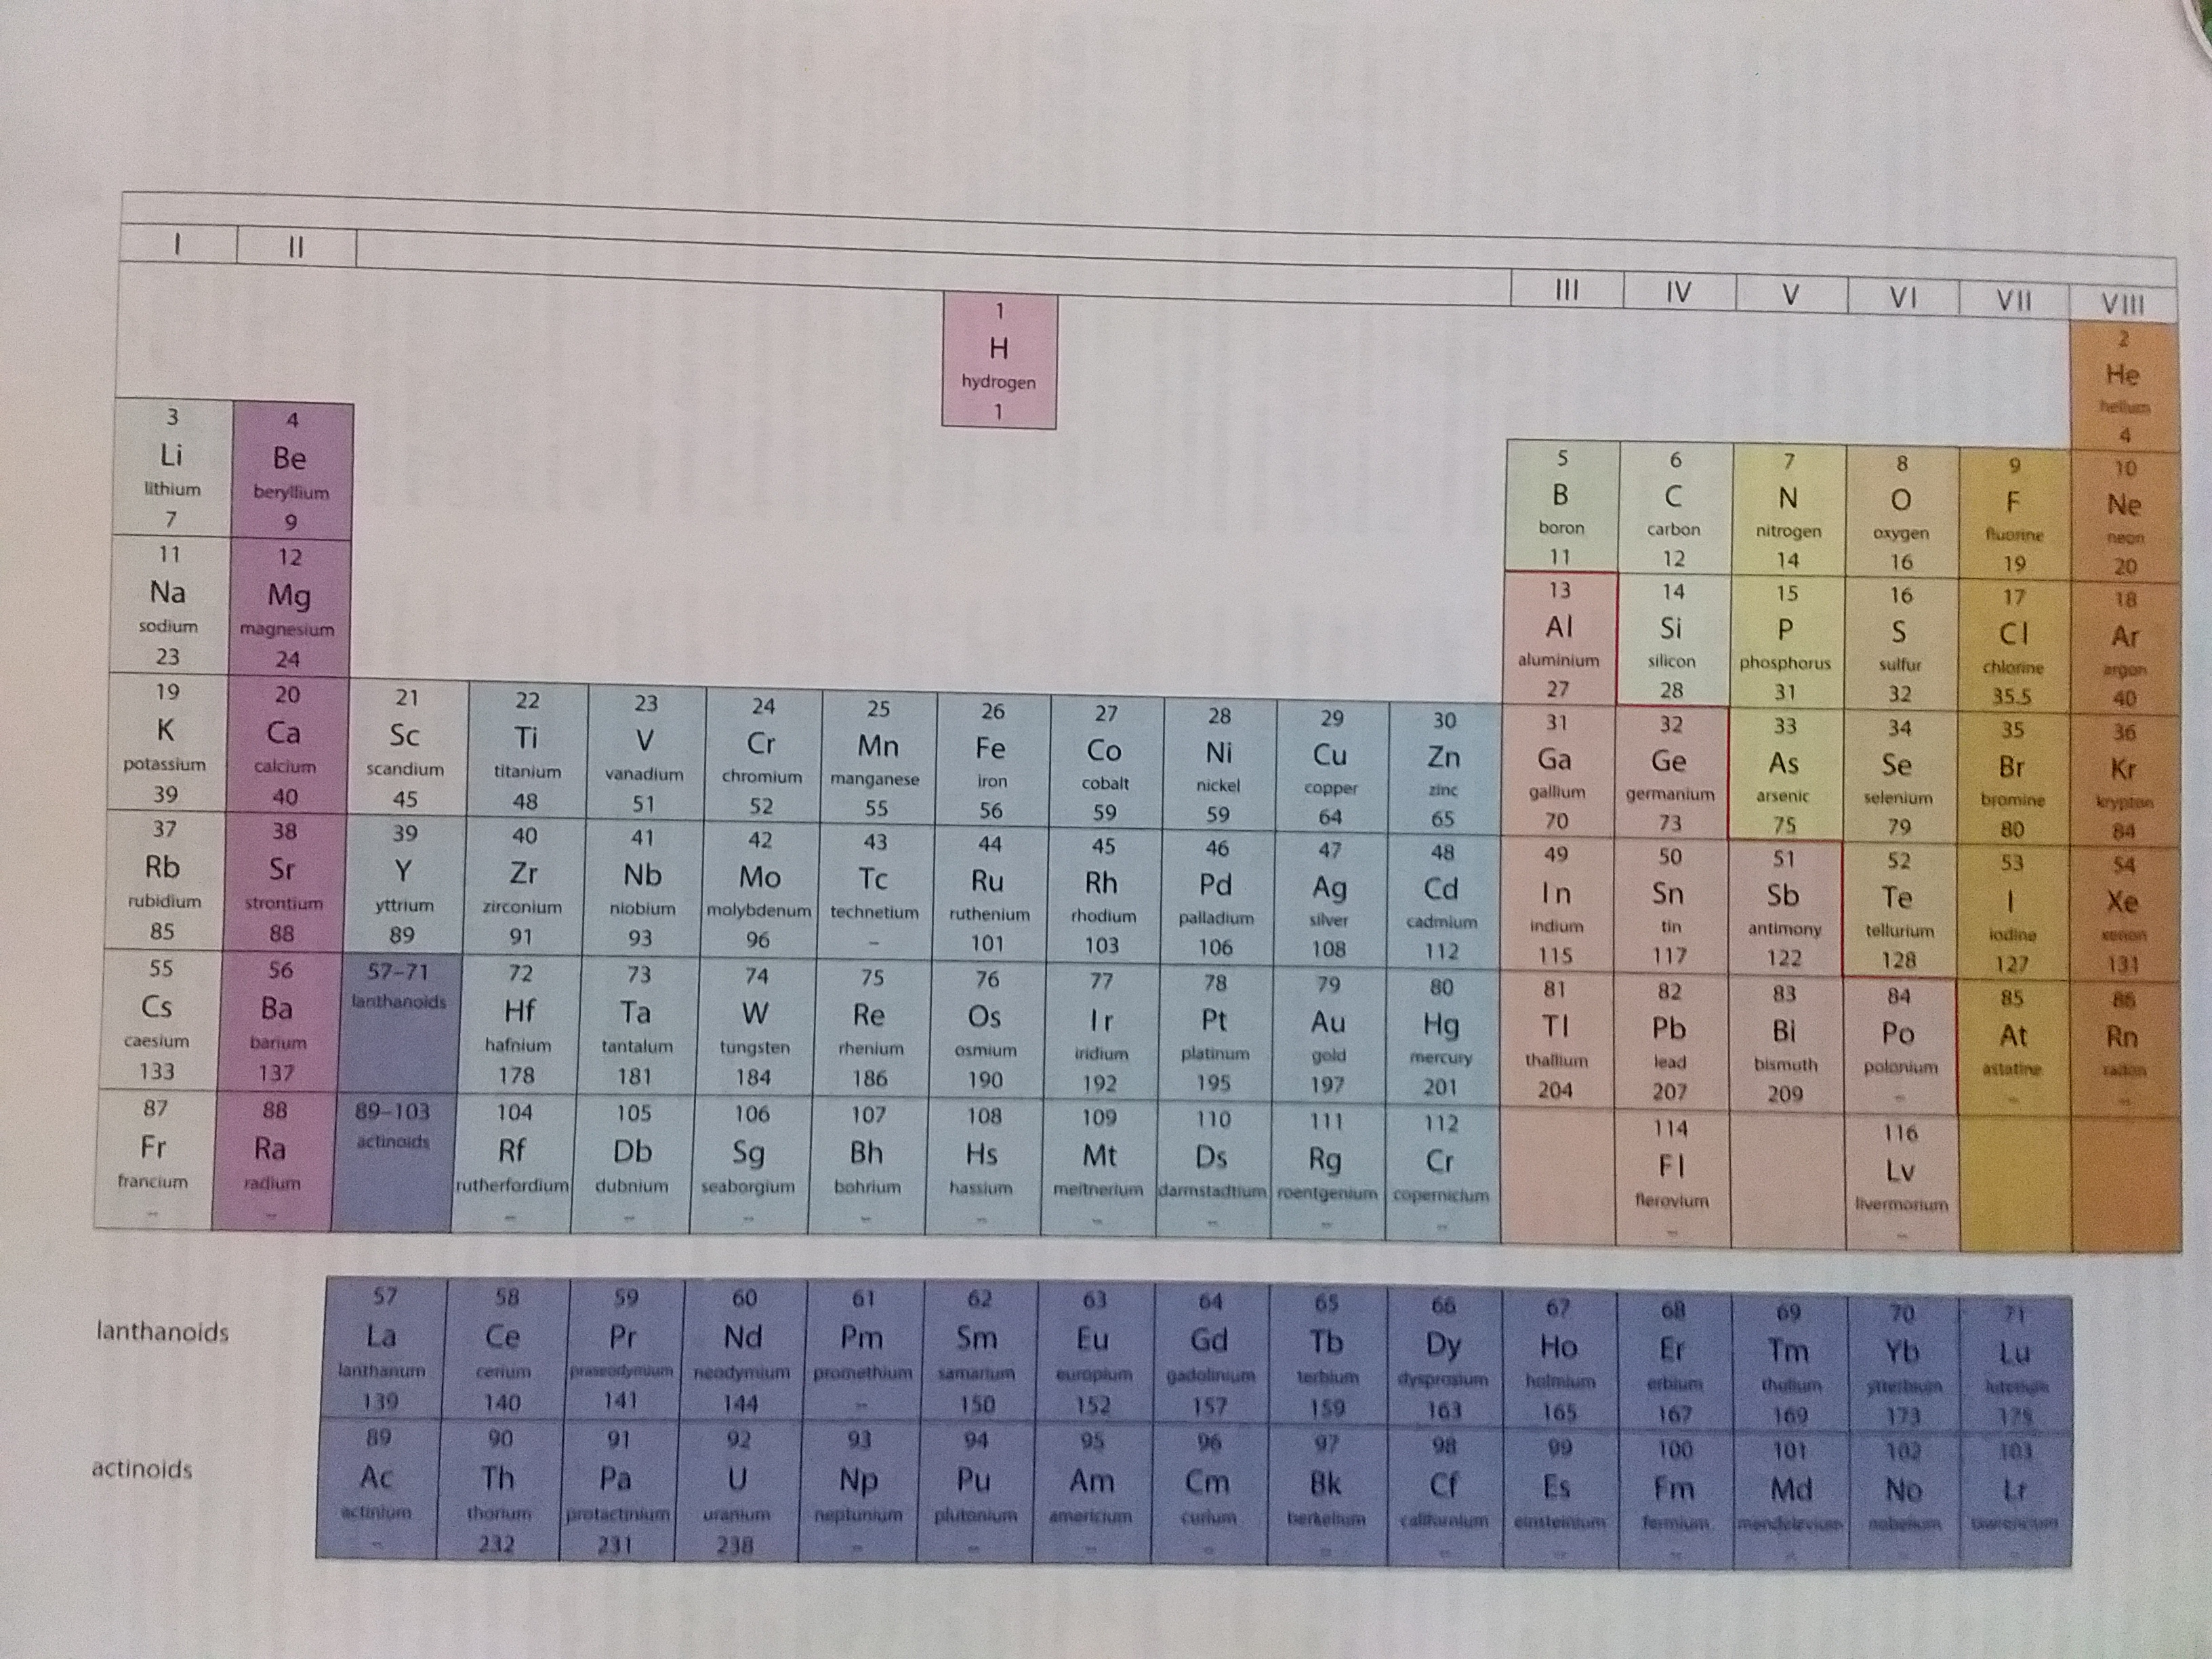 I II III IV V VI VII VIII
1 2
H He
hydrogen helium
1 4
3 4 5 6 7 8 9 10
Li Be B C N O F Ne
lithium beryllium boron carbon nitrogen oxygen fluorine neon
7 9 11 12 14 16 19 20
11 12 13 14 15 16 17 18
Na Mg Al Si P S Cl Ar
sodium magnesium aluminium silicon phosphorus sulfur chlorine argon
23 24 27 28 31 32 35.5 40
19 20 21 22 23 24 25 26 27 28 29 30 31 32 33 34 35 36
K Ca Sc Ti V Cr Mn Fe Co Ni Cu Zn Ga Ge As Se Br Kr
potassium calcium scandium titanium vanadium chromium manganese iron cobalt nickel copper zinc gallium germanium arsenic selenium bromine krypton
39 40 45 48 51 52 55 56 59 59 64 65 70 73 75 79 80 84
37 38 39 40 41 42 43 44 45 46 47 48 49 50 51 52 53 54
Rb Sr Y Zr Nb Mo Tc Ru Rh Pd Ag Cd In Sn Sb Te I Xe
rubidium strontium yttrium zirconium niobium molybdenum technetium ruthenium rhodium palladium silver cadmium indium tin antimony tellurium iodine xenon
85 88 89 91 93 96 – 101 103 106 108 112 115 117 122 128 127 131
55 56 57–71 72 73 74 75 76 77 78 79 80 81 82 83 84 85 86
Cs Ba lanthanoids Hf Ta W Re Os Ir Pt Au Hg Tl Pb Bi Po At Rn
caesium barium hafnium tantalum tungsten rhenium osmium iridium platinum gold mercury thallium lead bismuth polonium astatine radon
133 137 178 181 184 186 190 192 195 197 201 204 207 209 – – –
87 88 89–103 104 105 106 107 108 109 110 111 112 114 116
Fr Ra actinoids Rf Db Sg Bh Hs Mt Ds Rg Cr Fl Lv
francium radium rutherfordium dubnium seaborgium bohrium hassium meitnerium darmstadtium roentgenium copernicium flerovium livermorium
– – – – – – – – – – – – –
57 58 59 60 61 62 63 64 65 66 67 68 69 70 71
lanthanoids La Ce Pr Nd Pm Sm Eu Gd Tb Dy Ho Er Tm Yb Lu
lanthanum cerium praseodymium neodymium promethium samarium europium gadolinium terbium dysprosium holmium erbium thulium ytterbium lutetium
139 140 141 144 – 150 152 157 159 163 165 167 169 173 175
89 90 91 92 93 94 95 96 97 98 99 100 101 102 103
actinoids Ac Th Pa U Np Pu Am Cm Bk Cf Es Fm Md No Lr
actinium thorium protactinium uranium neptunium plutonium americium curium berkelium californium einsteinium fermium mendelevium nobelium lawrencium
– 232 231 238 – – – – – – – – – – –